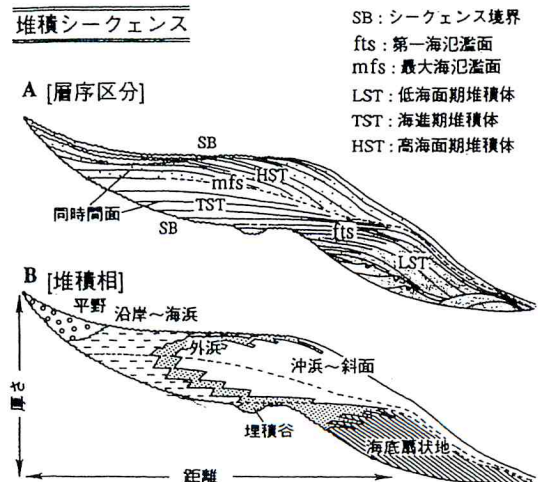 堆積シークェンス
SB：シークェンス境界
fts：第一海氾濫面
mfs：最大海氾濫面
LST：低海面期堆積体
TST：海進期堆積体
HST：高海面期堆積体
A [層序区分]
SB
HST
mfs
同時間面
TST
SB
fts
LST
B [堆積相]
平野
沿岸〜海浜
外浜
沖浜〜斜面
厚さ
埋積谷
海底扇状地
距離